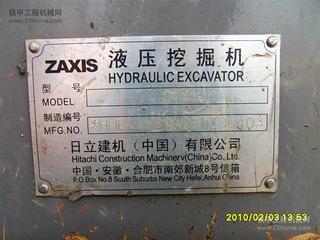 铁甲工程机械网
Cehome.com
ZAXIS 液压挖掘机
HYDRAULIC EXCAVATOR
型 号
MODEL
制造编号
MFG.NO.
日立建机（中国）有限公司
Hitachi Construction Machinery(China)Co.Ltd.
中国·安徽·合肥市南郊新城8号信箱
P.O.Box No.8 South Suburbs New City Hefei,Anhui China
2010/02/03 13:53